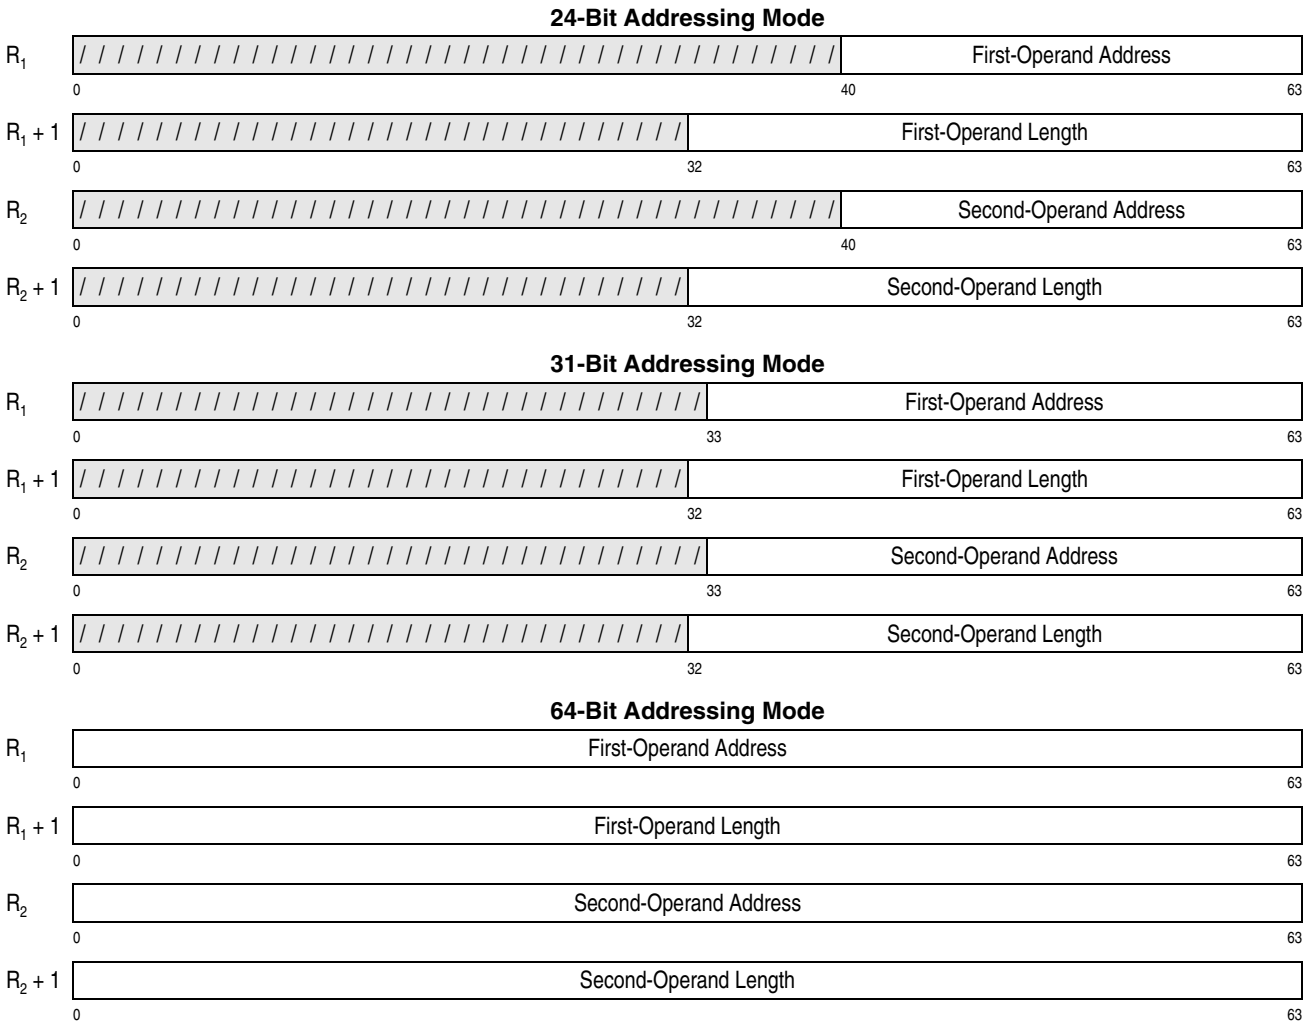 24-Bit Addressing Mode
R₁ / / / / / / / / / / / / / / / / / / / / / / / / / / / / / / / / / / / / / / / / First-Operand Address
0 40 63
R₁ + 1 / / / / / / / / / / / / / / / / / / / / / / / / / / / / / / / / First-Operand Length
0 32 63
R₂ / / / / / / / / / / / / / / / / / / / / / / / / / / / / / / / / / / / / / / / / Second-Operand Address
0 40 63
R₂ + 1 / / / / / / / / / / / / / / / / / / / / / / / / / / / / / / / / Second-Operand Length
0 32 63
31-Bit Addressing Mode
R₁ / / / / / / / / / / / / / / / / / / / / / / / / / / / / / / / / / First-Operand Address
0 33 63
R₁ + 1 / / / / / / / / / / / / / / / / / / / / / / / / / / / / / / / / First-Operand Length
0 32 63
R₂ / / / / / / / / / / / / / / / / / / / / / / / / / / / / / / / / / Second-Operand Address
0 33 63
R₂ + 1 / / / / / / / / / / / / / / / / / / / / / / / / / / / / / / / / Second-Operand Length
0 32 63
64-Bit Addressing Mode
R₁ First-Operand Address
0 63
R₁ + 1 First-Operand Length
0 63
R₂ Second-Operand Address
0 63
R₂ + 1 Second-Operand Length
0 63